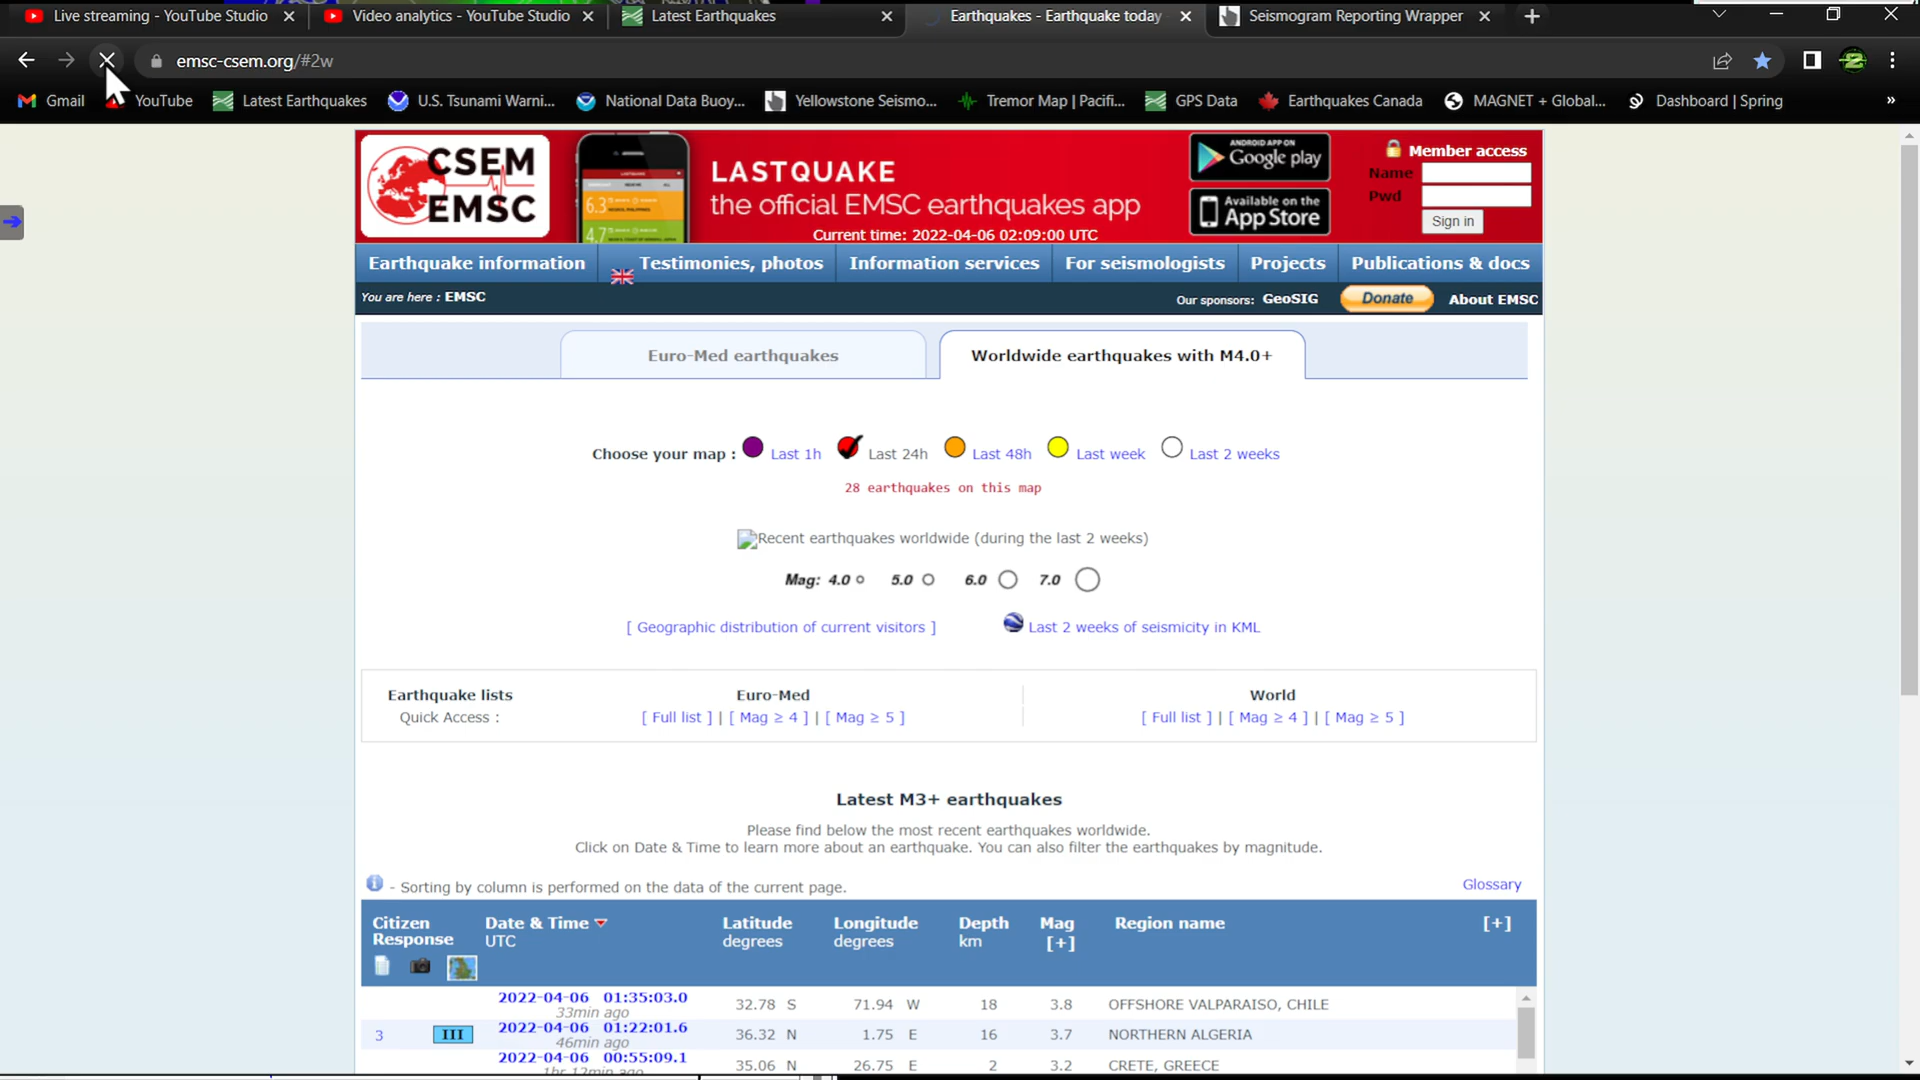 Live streaming - YouTube Studio
Video analytics - YouTube Studio
Latest Earthquakes
Earthquakes - Earthquake today
Seismogram Reporting Wrapper
emsc-csem.org/#2w
Gmail
YouTube
Latest Earthquakes
U.S. Tsunami Warni...
National Data Buoy...
Yellowstone Seismo...
Tremor Map | Pacifi...
GPS Data
Earthquakes Canada
MAGNET + Global...
Dashboard | Spring
»
CSEM
EMSC
LASTQUAKE
the official EMSC earthquakes app
Current time: 2022-04-06 02:09:00 UTC
ANDROID APP ON
Google play
Available on the
App Store
Member access
Name
Pwd
Sign in
Earthquake information
Testimonies, photos
Information services
For seismologists
Projects
Publications & docs
You are here : EMSC
Our sponsors: GeoSIG
Donate
About EMSC
Euro-Med earthquakes
Worldwide earthquakes with M4.0+
Choose your map : Last 1h Last 24h Last 48h Last week Last 2 weeks
28 earthquakes on this map
Recent earthquakes worldwide (during the last 2 weeks)
Mag: 4.0 5.0 6.0 7.0
[ Geographic distribution of current visitors ]
Last 2 weeks of seismicity in KML
Earthquake lists Euro-Med World
Quick Access : [ Full list ] | [ Mag ≥ 4 ] | [ Mag ≥ 5 ] [ Full list ] | [ Mag ≥ 4 ] | [ Mag ≥ 5 ]
Latest M3+ earthquakes
Please find below the most recent earthquakes worldwide.
Click on Date & Time to learn more about an earthquake. You can also filter the earthquakes by magnitude.
- Sorting by column is performed on the data of the current page.
Glossary
Citizen Date & Time Latitude Longitude Depth Mag Region name [+]
Response UTC degrees degrees km [+]
2022-04-06 01:35:03.0 32.78 S 71.94 W 18 3.8 OFFSHORE VALPARAISO, CHILE
33min ago
3 III 2022-04-06 01:22:01.6 36.32 N 1.75 E 16 3.7 NORTHERN ALGERIA
46min ago
2022-04-06 00:55:09.1 35.06 N 26.75 E 2 3.2 CRETE, GREECE
1hr 12min ago